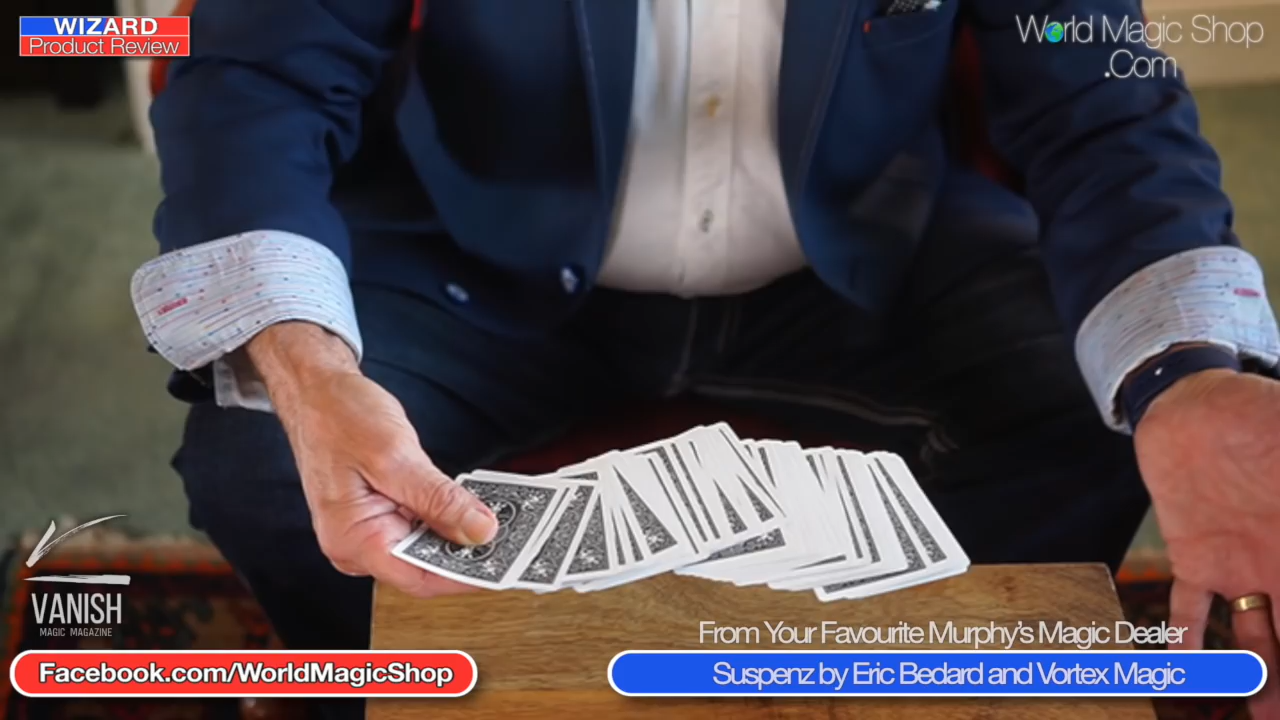 WIZARD
Product Review
World Magic Shop
.Com
VANISH
MAGIC MAGAZINE
From Your Favourite Murphy's Magic Dealer
Facebook.com/WorldMagicShop
Suspenz by Eric Bedard and Vortex Magic